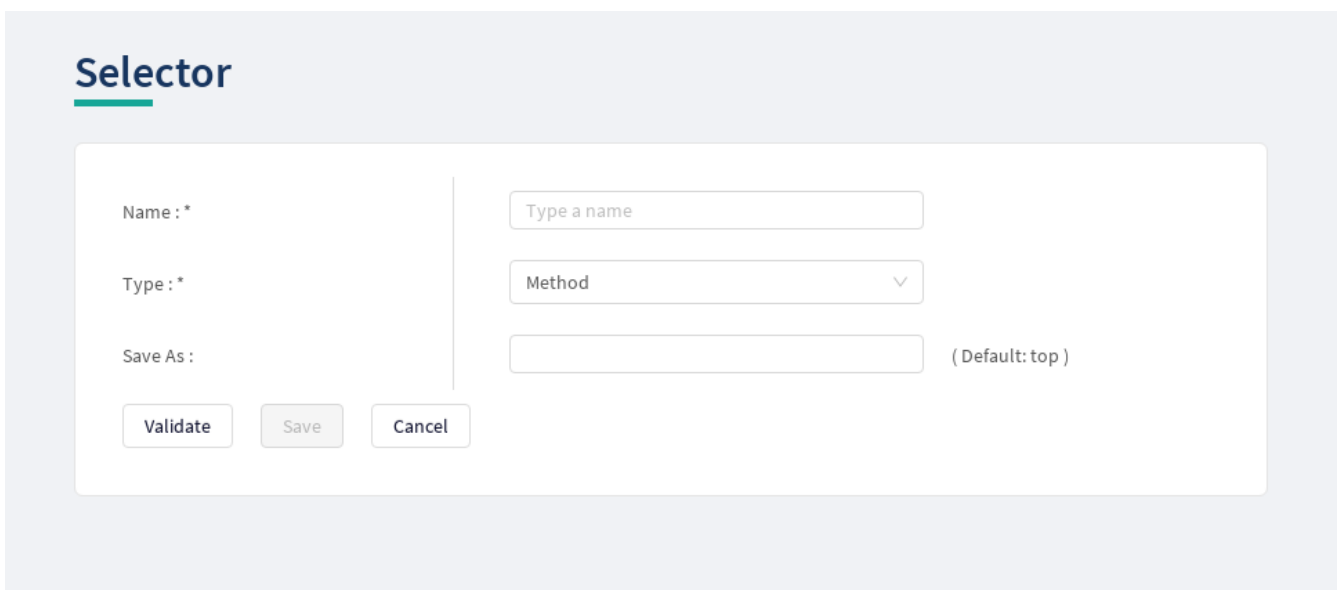 Selector
Name : * Type a name
Type : * Method
Save As : ( Default: top )
Validate Save Cancel